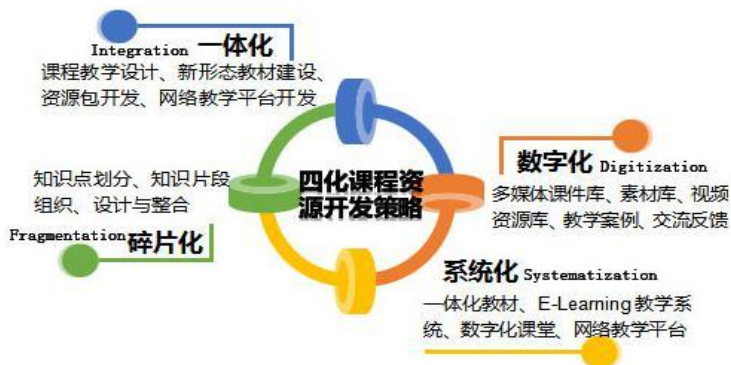 Integration 一体化
课程教学设计、新形态教材建设、
资源包开发、网络教学平台开发
四化课程资
源开发策略
数字化 Digitization
多媒体课件库、素材库、视频
资源库、教学案例、交流反馈
知识点划分、知识片段
组织、设计与整合
Fragmentation 碎片化
系统化 Systematization
一体化教材、E-Learning教学系
统、数字化课堂、网络教学平台